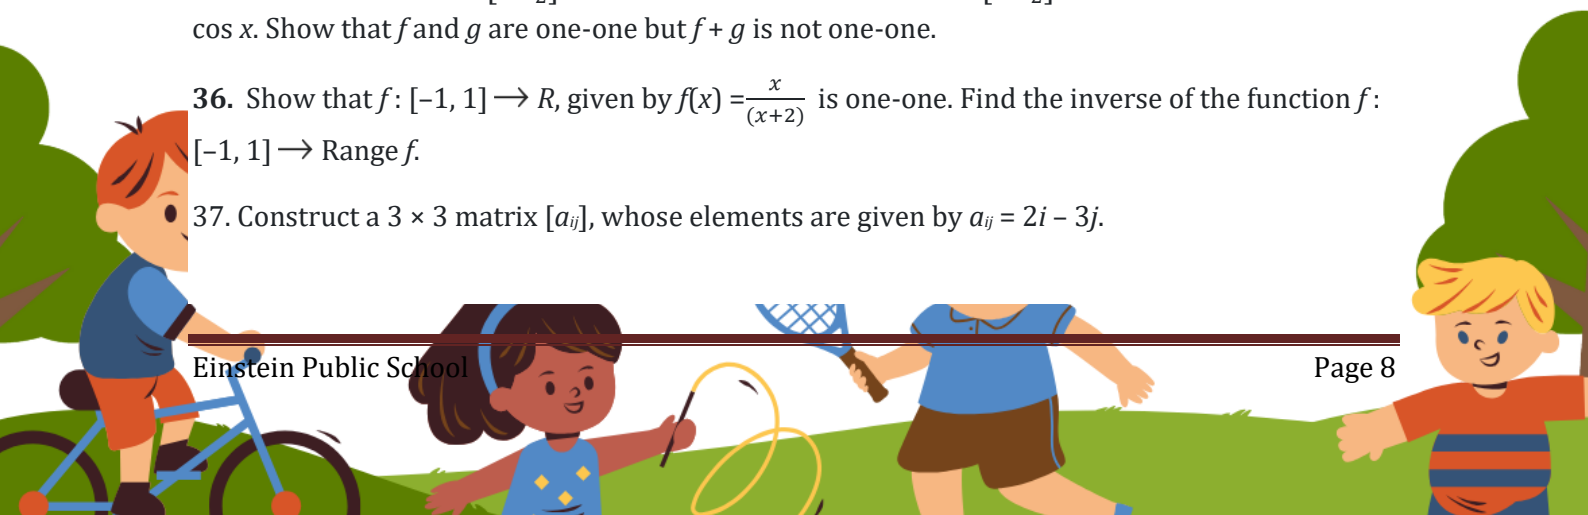 cos x. Show that f and g are one-one but f + g is not one-one.
36. Show that f : [–1, 1] → R, given by f(x) = x/(x+2) is one-one. Find the inverse of the function f :
[–1, 1] → Range f.
37. Construct a 3 × 3 matrix [aij], whose elements are given by aij = 2i – 3j.
Einstein Public School
Page 8